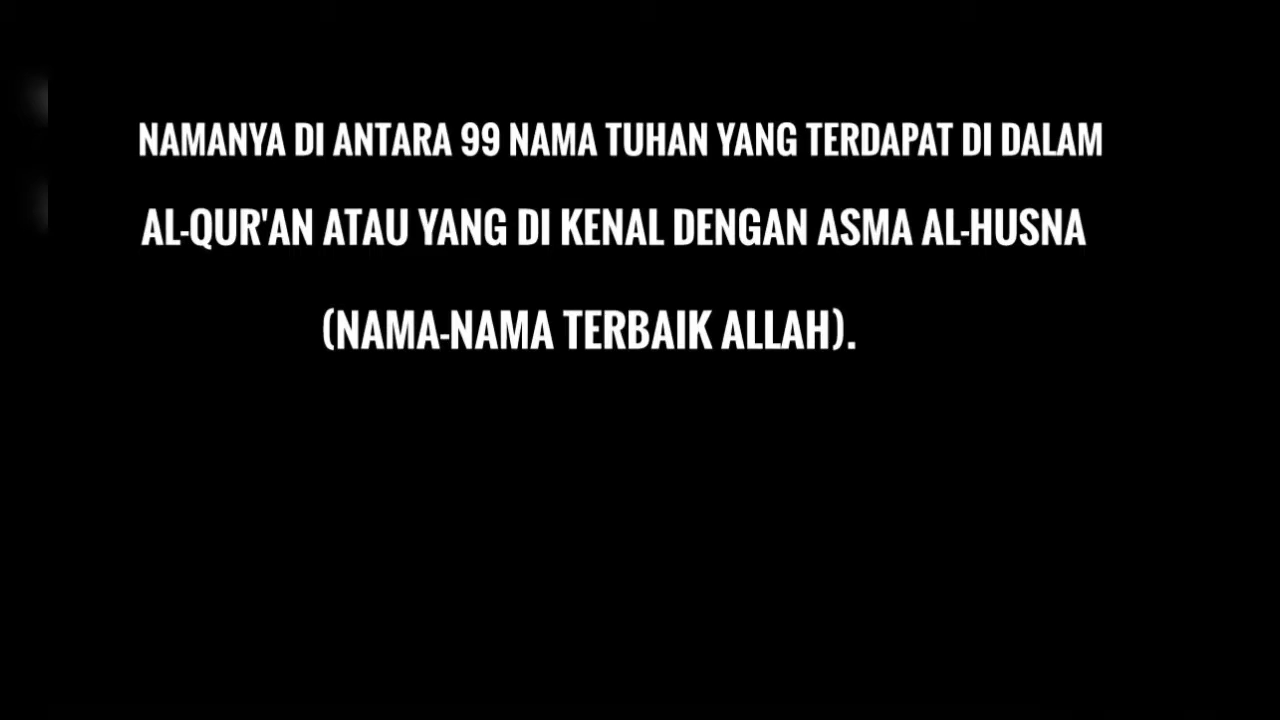 NAMANYA DI ANTARA 99 NAMA TUHAN YANG TERDAPAT DI DALAM
AL-QUR'AN ATAU YANG DI KENAL DENGAN ASMA AL-HUSNA
(NAMA-NAMA TERBAIK ALLAH).